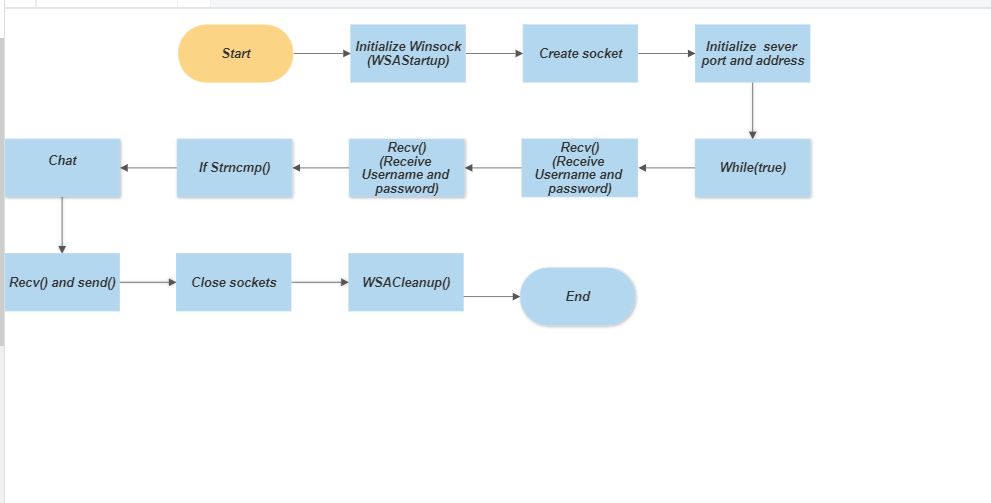 Start
Initialize Winsock
(WSAStartup)
Create socket
Initialize sever
port and address
Chat
If Strncmp()
Recv()
(Receive
Username and
password)
Recv()
(Receive
Username and
password)
While(true)
Recv() and send()
Close sockets
WSACleanup()
End